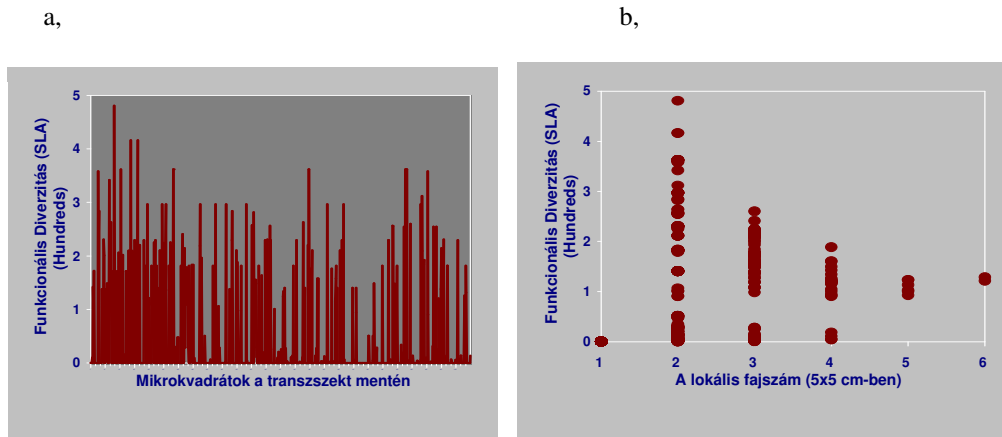 a,
b,
Funkcionális Diverzitás (SLA)
(Hundreds)
5
4
3
2
1
0
Mikrokvadrátok a transzszekt mentén
Funkcionális Diverzitás (SLA)
(Hundreds)
5
4
3
2
1
0
1 2 3 4 5 6
A lokális fajszám (5x5 cm-ben)